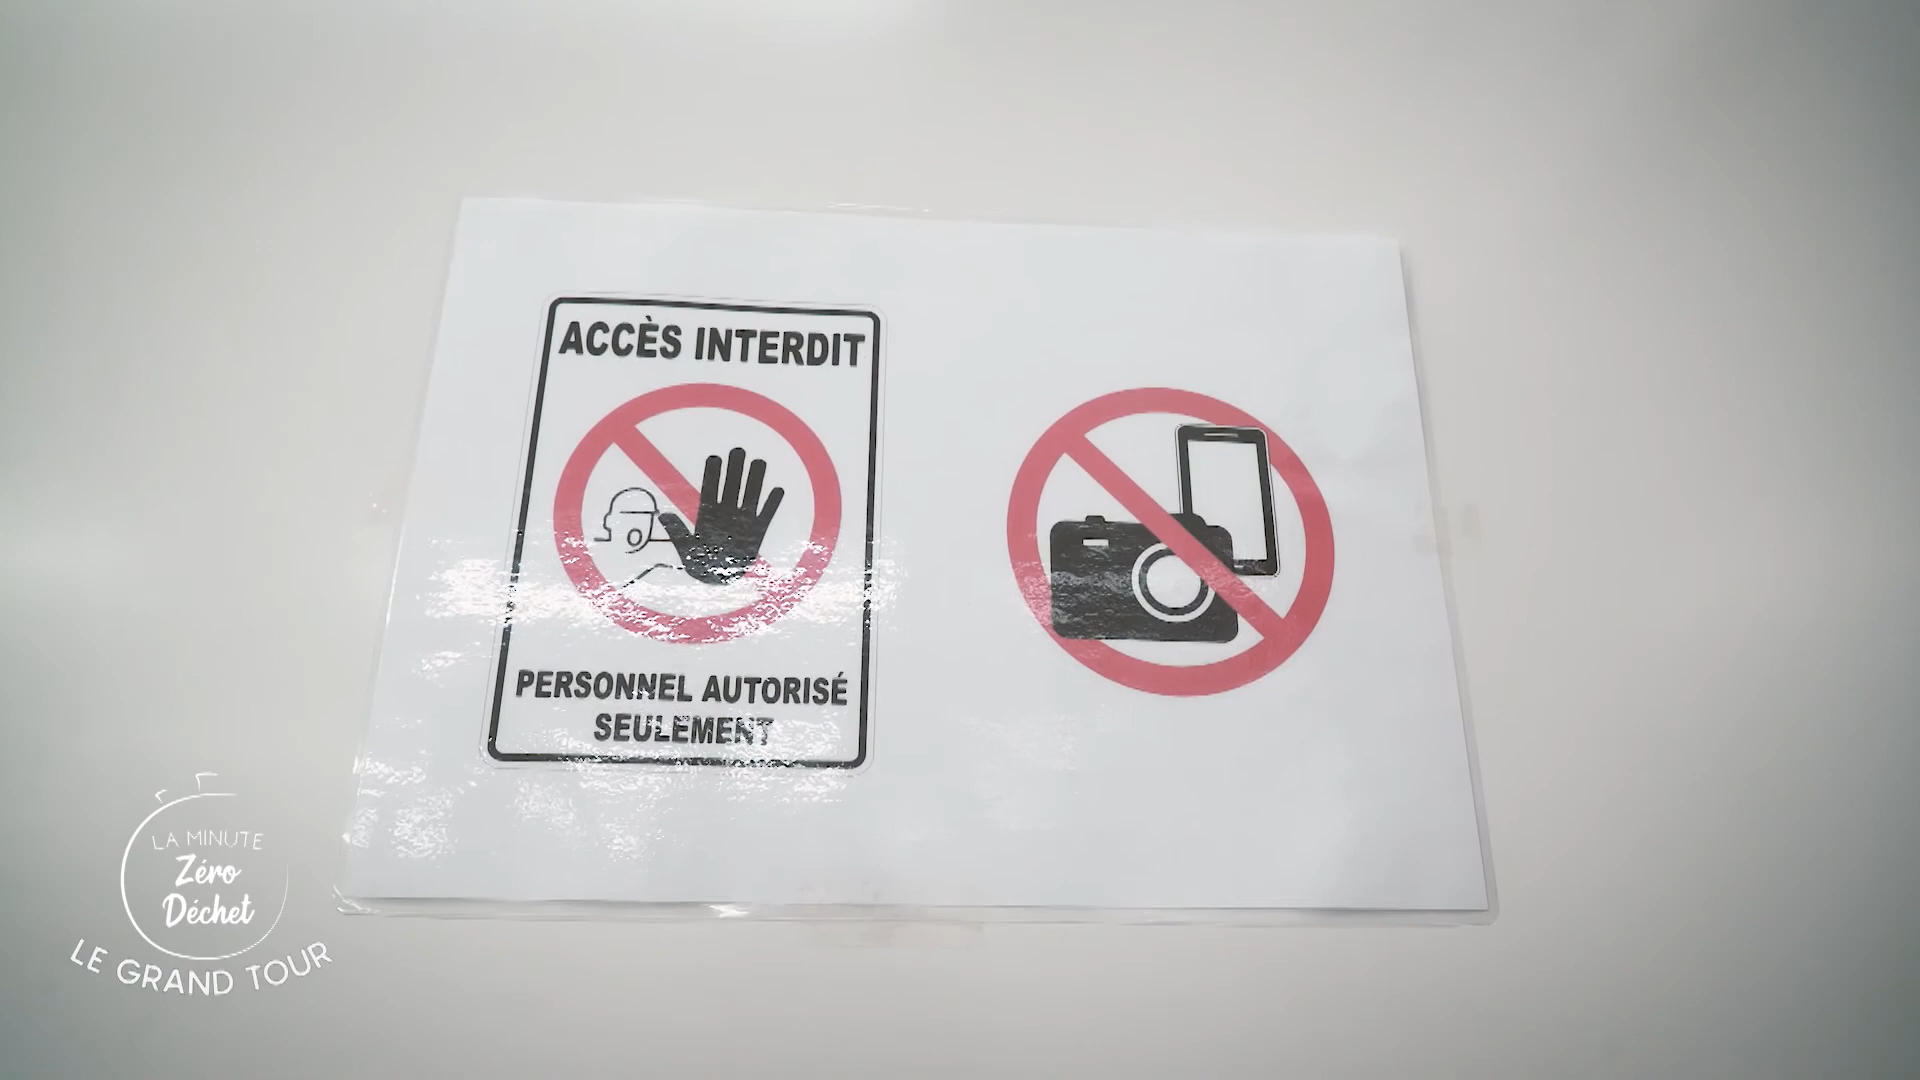 ACCÈS INTERDIT
PERSONNEL AUTORISÉ
SEULEMENT
LA MINUTE
Zéro
Déchet
LE GRAND TOUR